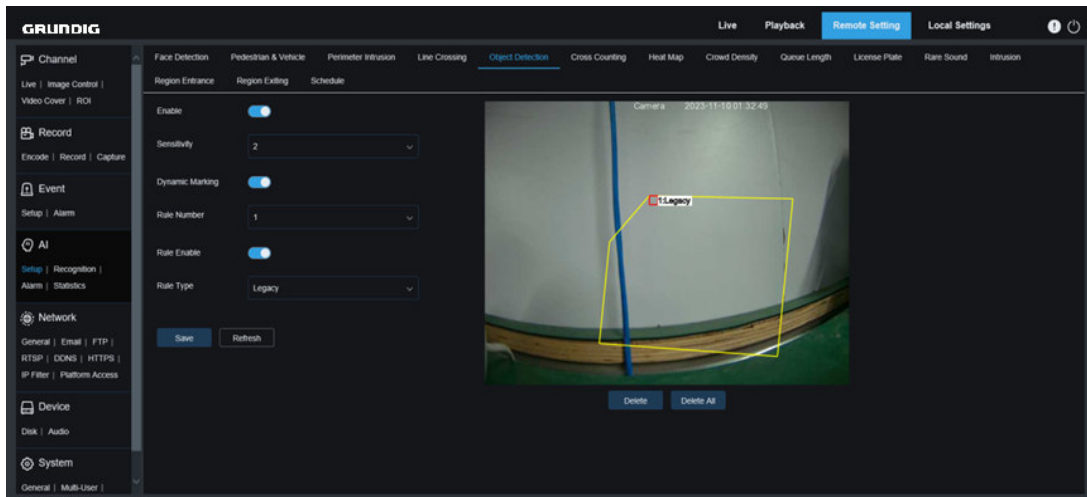 GRUNDIG
Live Playback Remote Setting Local Settings
Channel
Live | Image Control |
Video Cover | ROI
Record
Encode | Record | Capture
Event
Setup | Alarm
AI
Setup | Recognition |
Alarm | Statistics
Network
General | Email | FTP |
RTSP | DDNS | HTTPS |
IP Filter | Platform Access
Device
Disk | Audio
System
General | Multi-User |
Face Detection Pedestrian & Vehicle Perimeter Intrusion Line Crossing Object Detection Cross Counting Heat Map Crowd Density Queue Length License Plate Rare Sound Intrusion
Region Entrance Region Exiting Schedule
Enable
Sensitivity 2
Dynamic Marking
Rule Number 1
Rule Enable
Rule Type Legacy
Save Refresh
Camera 2023-11-10 01:32:49
1:Legacy
Delete Delete All